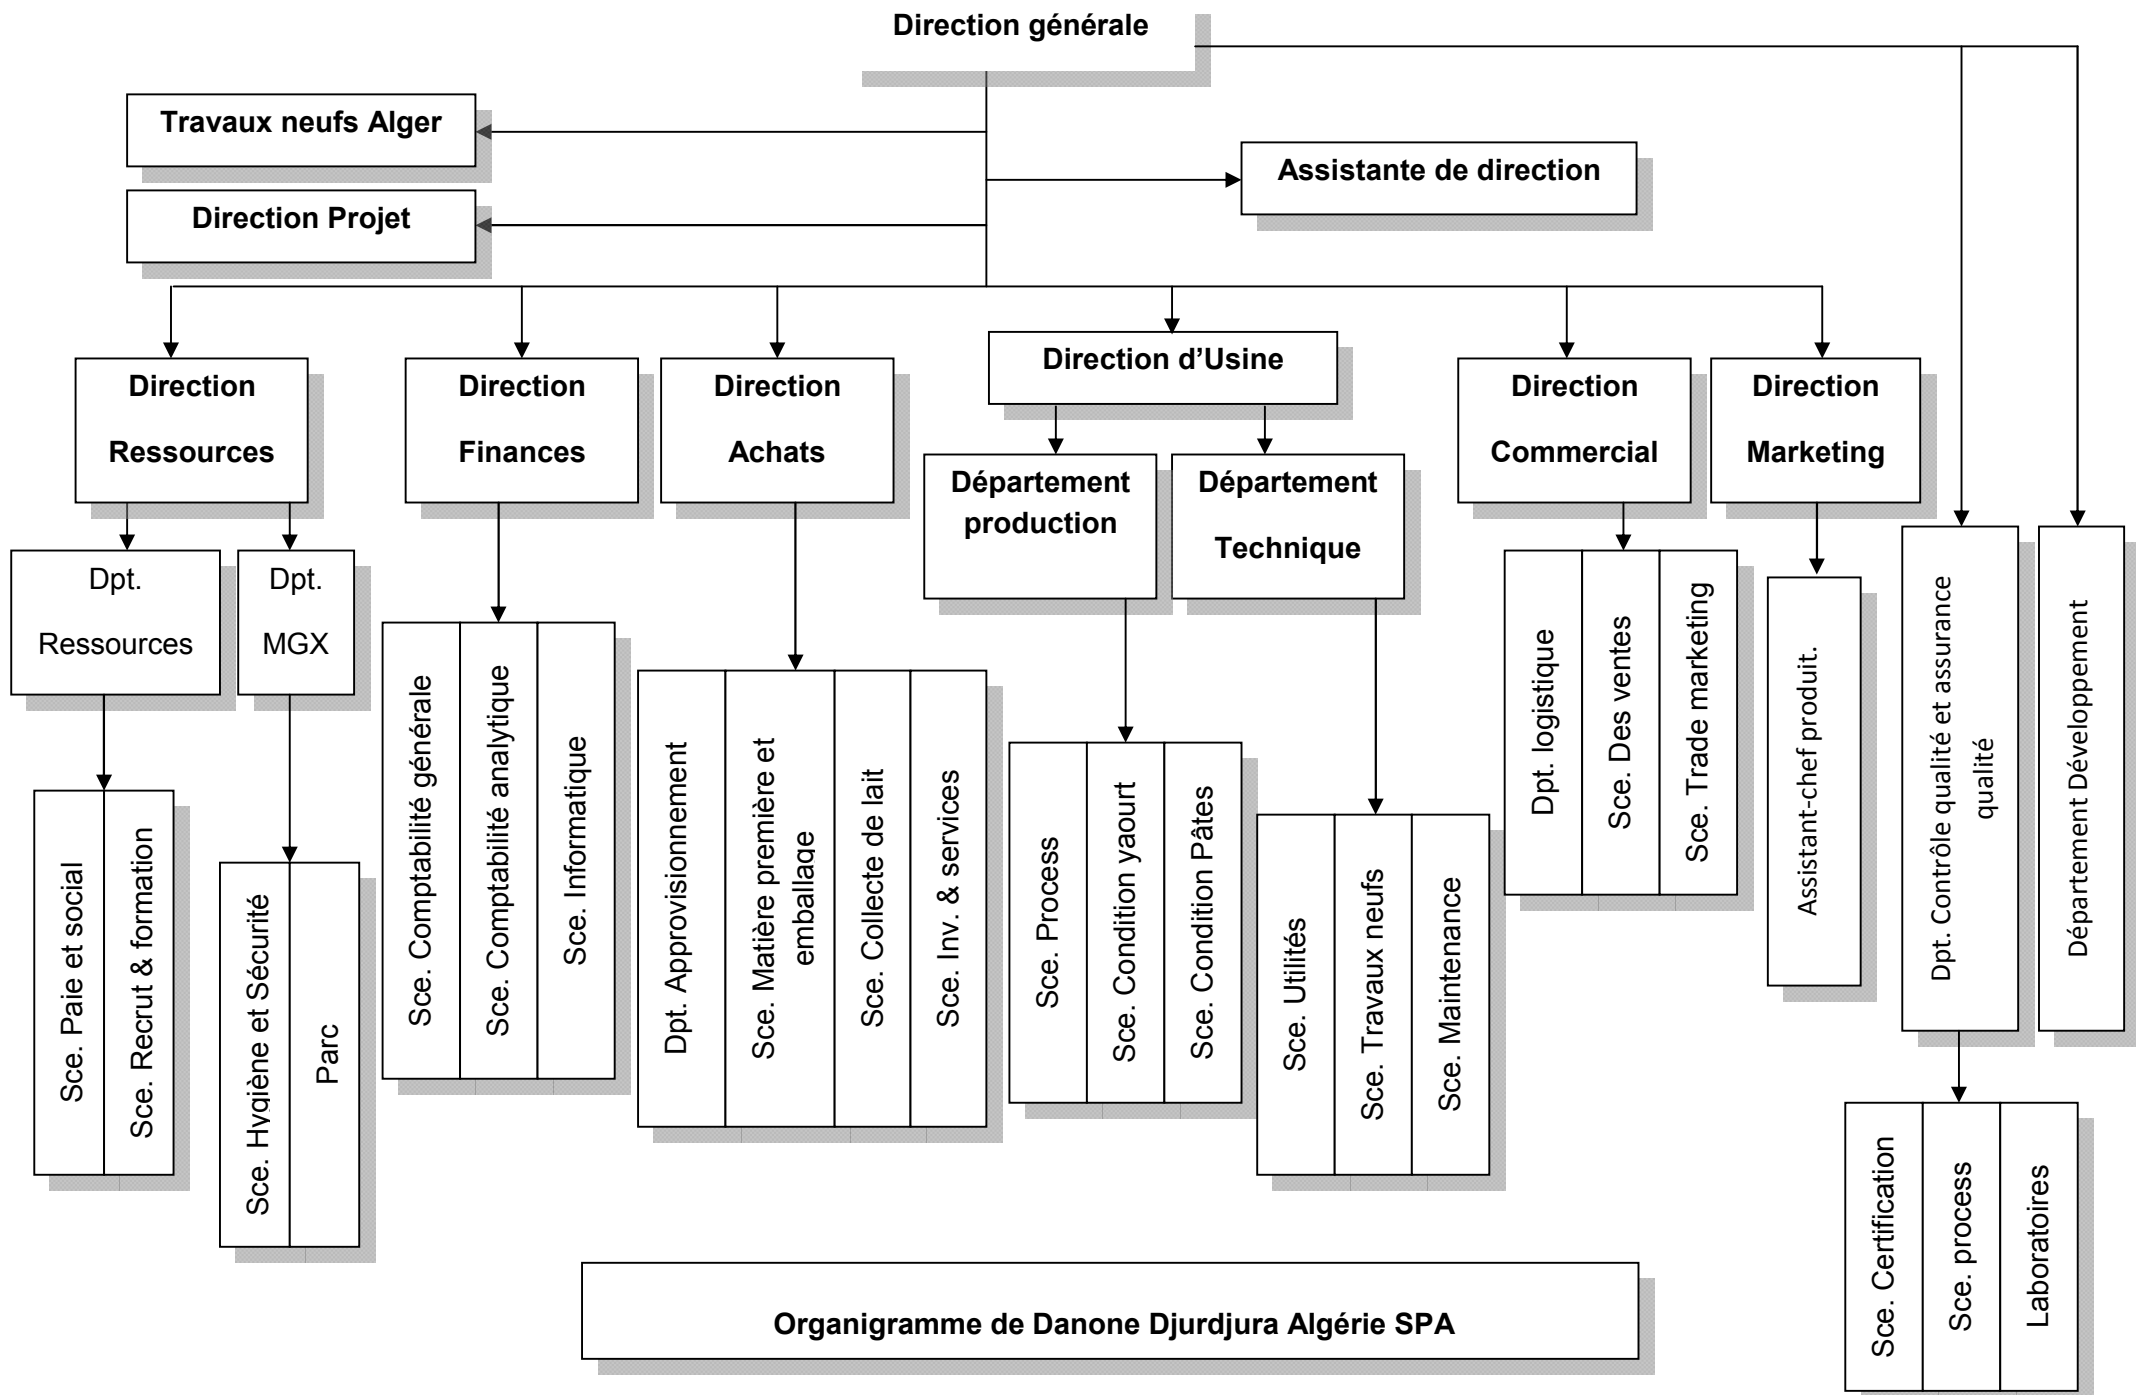 Direction générale
Travaux neufs Alger
Assistante de direction
Direction Projet
Direction
Ressources
Direction
Finances
Direction
Achats
Direction d’Usine
Direction
Commercial
Direction
Marketing
Département
production
Département
Technique
Dpt.
Ressources
Dpt.
MGX
Sce. Paie et social
Sce. Recrut & formation
Sce. Hygiène et Sécurité
Parc
Sce. Comptabilité générale
Sce. Comptabilité analytique
Sce. Informatique
Dpt. Approvisionnement
Sce. Matière première et
emballage
Sce. Collecte de lait
Sce. Inv. & services
Sce. Process
Sce. Condition yaourt
Sce. Condition Pâtes
Sce. Utilités
Sce. Travaux neufs
Sce. Maintenance
Dpt. logistique
Sce. Des ventes
Sce. Trade marketing
Assistant-chef produit.
Dpt. Contrôle qualité et assurance
qualité
Département Développement
Sce. Certification
Sce. process
Laboratoires
Organigramme de Danone Djurdjura Algérie SPA